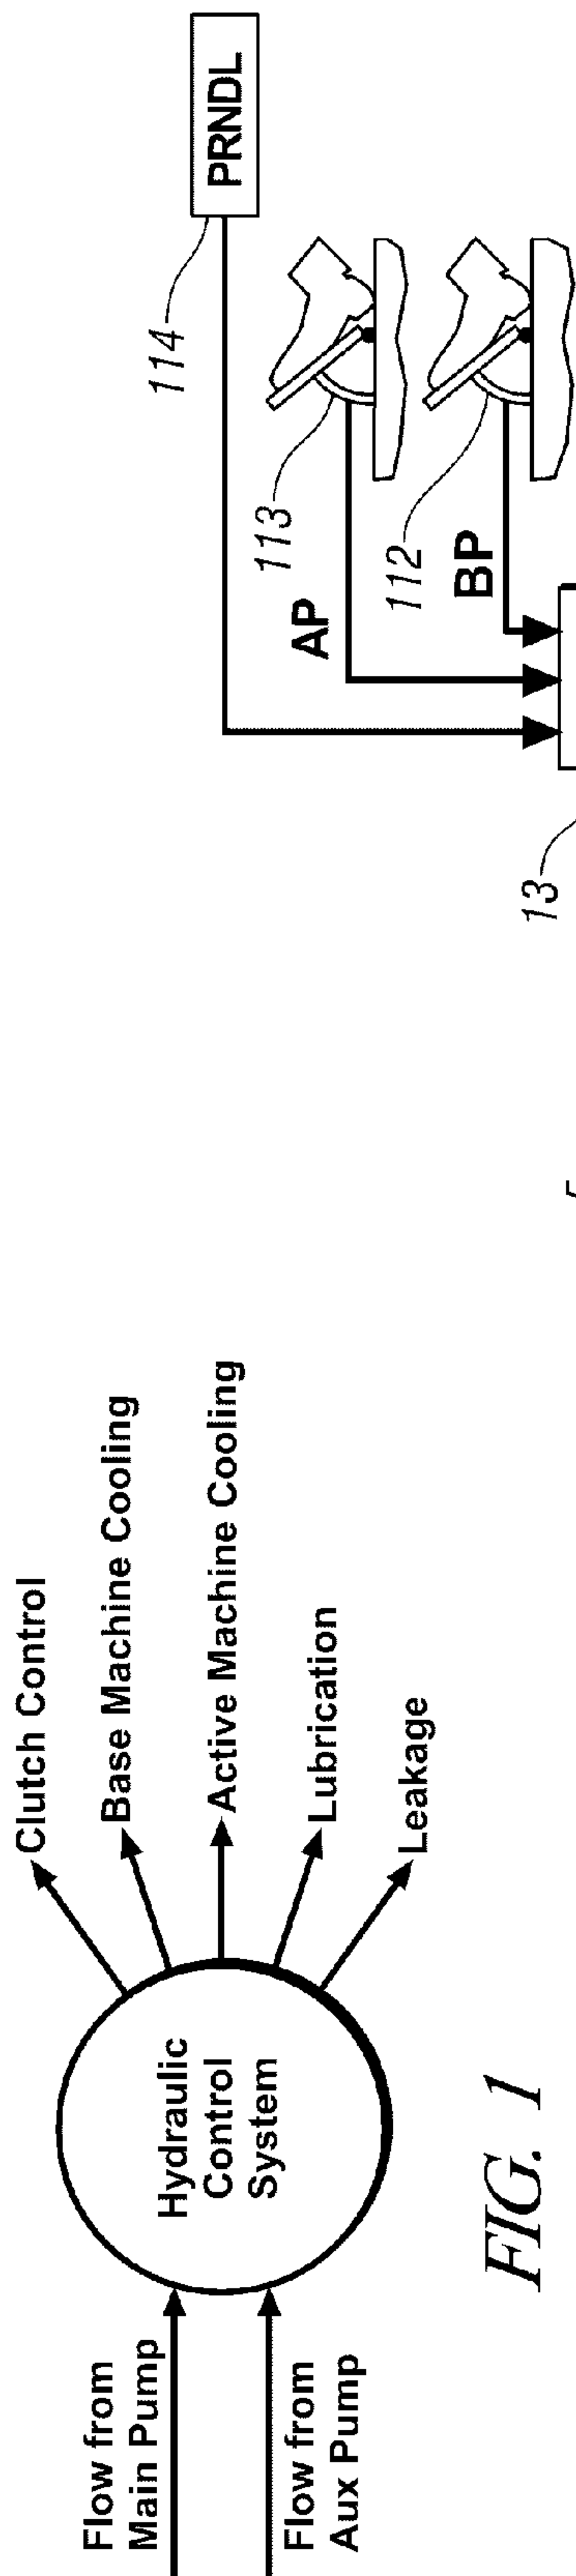 Flow from
Main Pump
Flow from
Aux Pump
Hydraulic
Control
System
Clutch Control
Base Machine Cooling
Active Machine Cooling
Lubrication
Leakage
FIG. 1
PRNDL
114
113
AP
112
BP
13